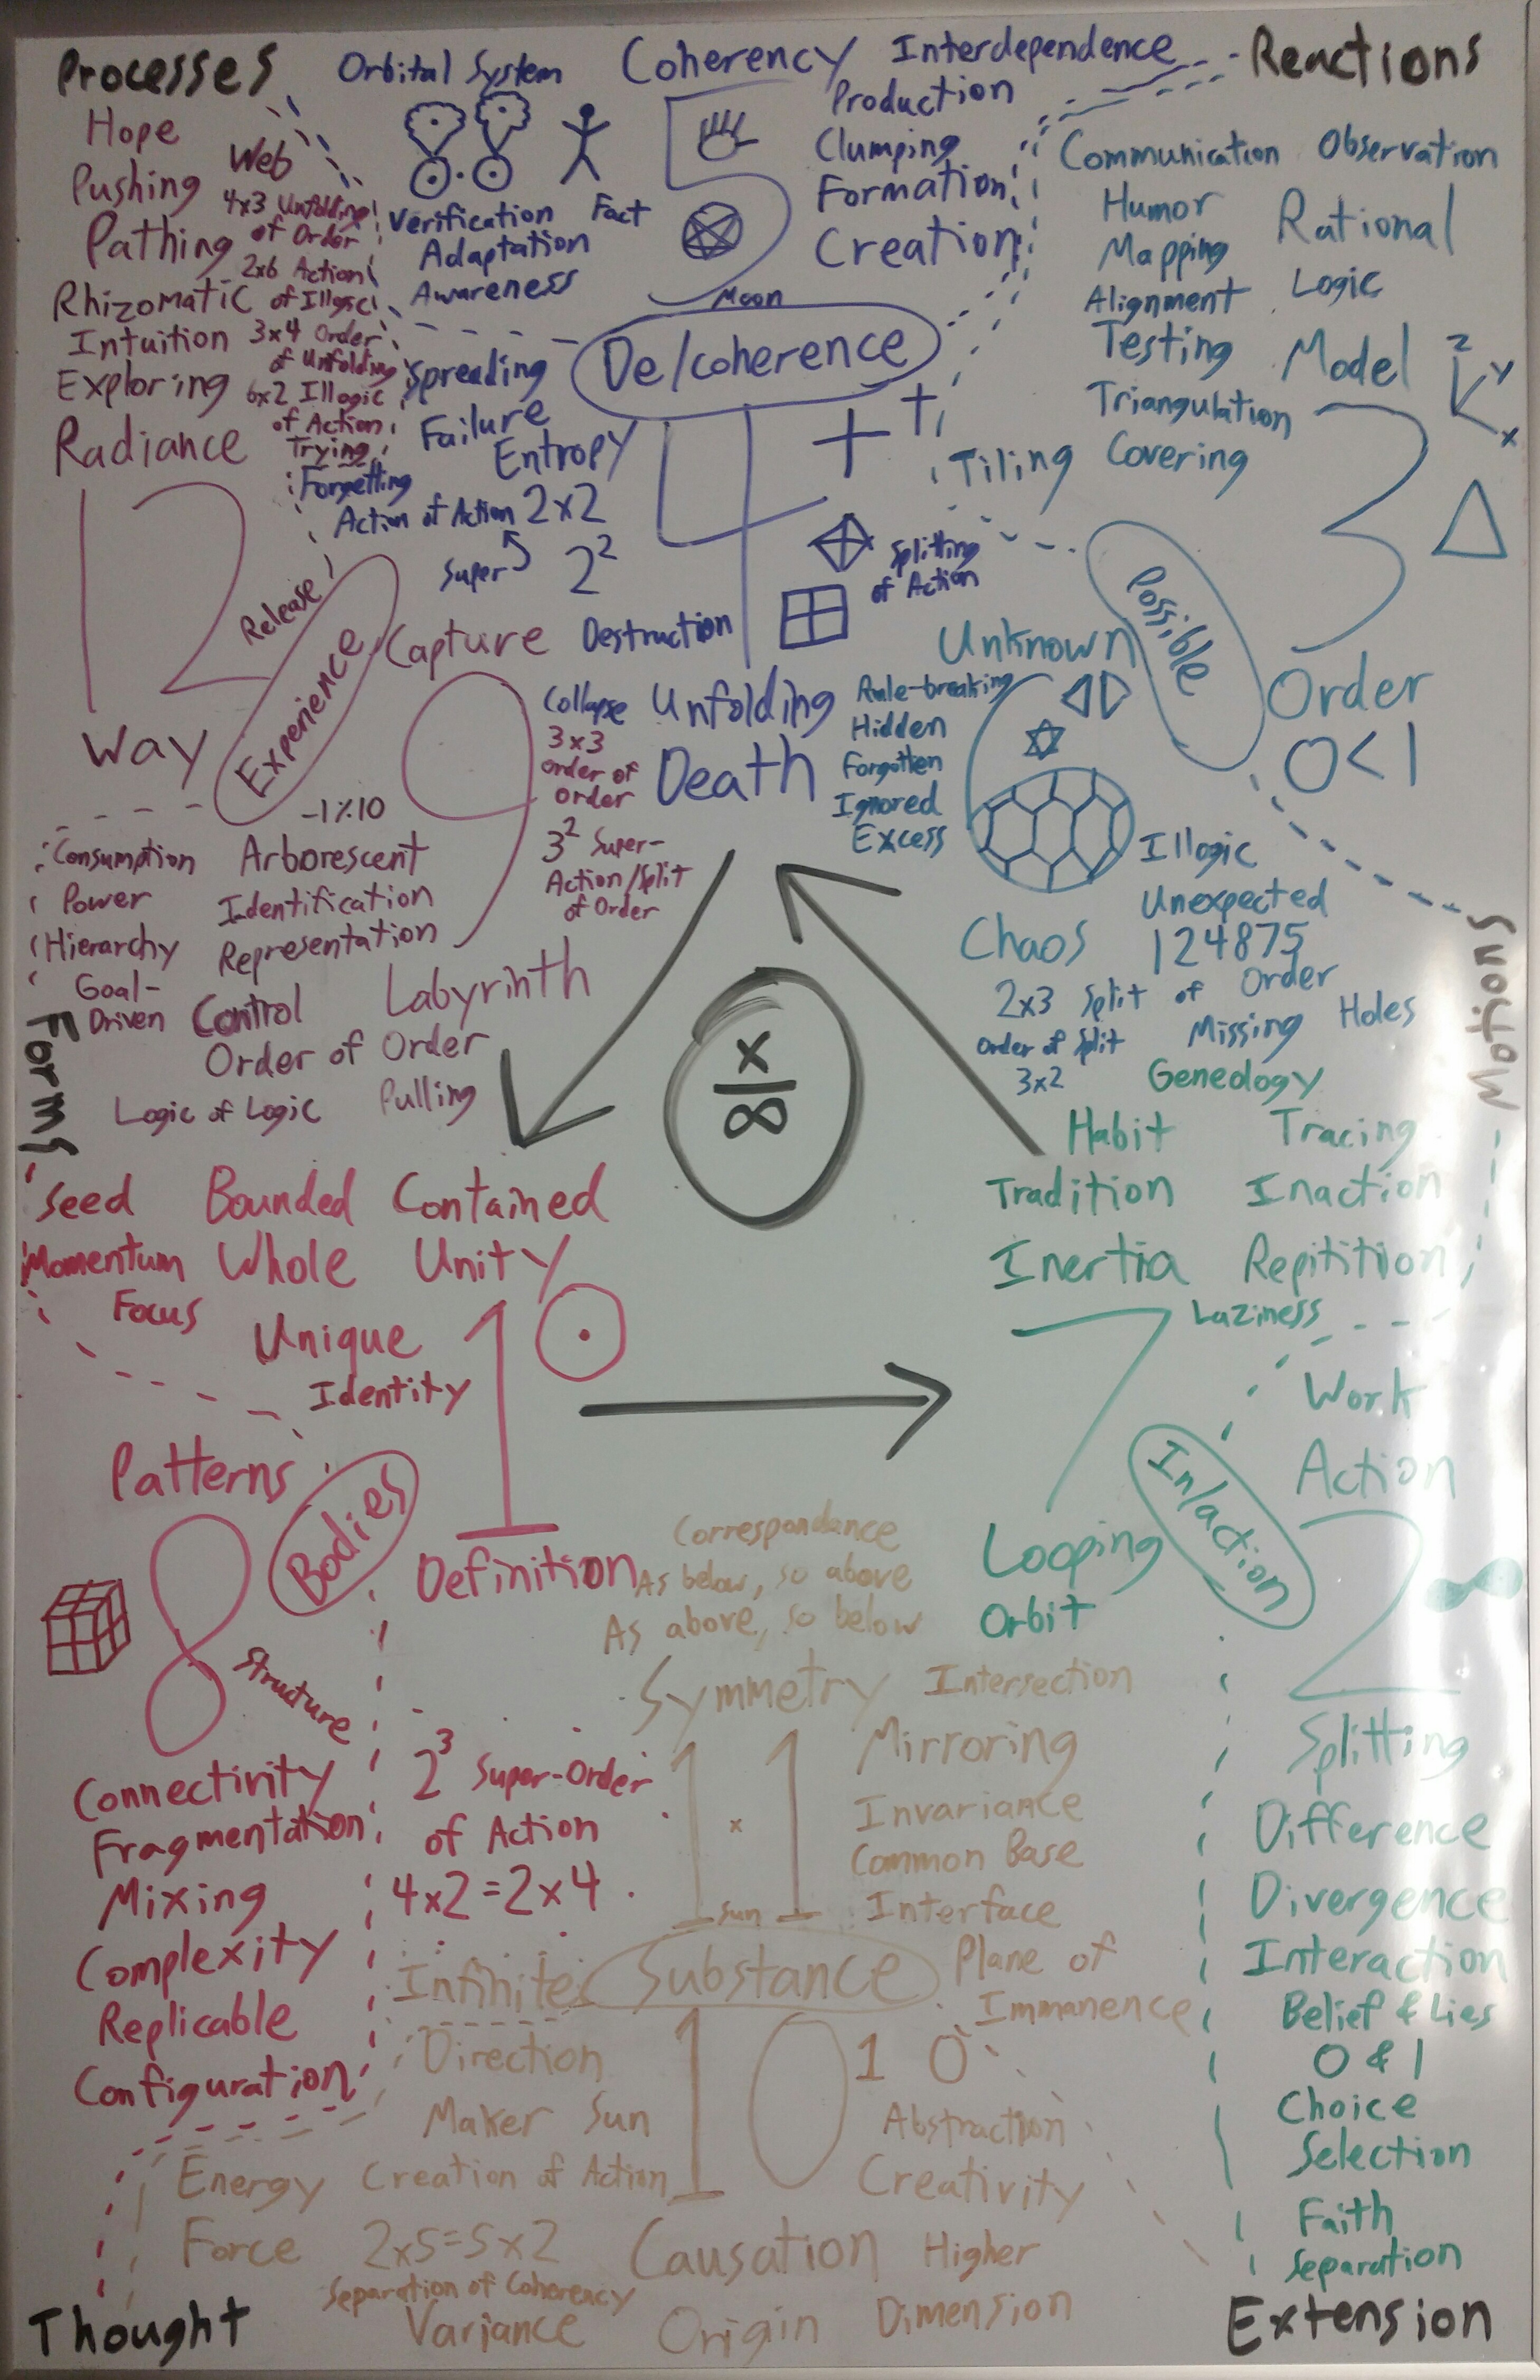 Processes
Orbital System
Coherency
Interdependence
Reactions
Hope
Web
Pushing
4x3 Unfolding
of Order
Pathing
2x6 Action
of Illogic
Rhizomatic
Intuition
3x4 Order
of Unfolding
Exploring
6x2 Illogic
of Action
Radiance
Trying
12
Release
Way
Experience
Verification
Fact
Adaptation
Awareness
5
Moon
Production
Clumping
Formation
Creation
De/coherence
Spreading
Failure
Entropy
Forgetting
Action of Action 2x2
Super
2²
4
++
Splitting
of Action
Destruction
Unfolding
Death
Communication
Observation
Humor
Rational
Mapping
Alignment
Logic
Testing
Model
Triangulation
Tiling
Covering
z
y
x
3
Possible
Order
0<1
Unknown
Rule-breaking
Hidden
Forgotten
Ignored
Excess
6
Illogic
Unexpected
124875
Chaos
2x3 Split of Order
Order of Split
3x2
Missing
Holes
Motions
Capture
9
Collapse
3x3
order of
order
3² Super-
Action/Split
of Order
-1%10
Consumption
Arborescent
Power
Identification
Hierarchy
Representation
Goal-
Driven
Control
Labyrinth
Order of Order
Logic of Logic
Pulling
Forms
x
∞
Genedlogy
Habit
Tracing
Tradition
Inaction
Inertia
Repitition
Laziness
7
Looping
Orbit
In/action
Work
Action
2
Splitting
Difference
Divergence
Interaction
Belief & Lies
0 & 1
Choice
Selection
Faith
Separation
Extension
Seed
Bounded
Contained
Momentum
Whole
Unity
Focus
Unique
Identity
1
Definition
Patterns
Bodies
8
Structure
Connectivity
Fragmentation
Mixing
Complexity
Replicable
Configuration
2³ Super-Order
of Action
4x2=2x4
Correspondance
As below, so above
As above, so below
Symmetry
Intersection
1 x 1
Sun
Mirroring
Invariance
Common Base
Interface
Infinite
Substance
Plane of
Immanence
Direction
10
1 0
Maker Sun
Abstraction
Energy
Creation of Action
Creativity
Force
2x5=5x2
Causation
Higher
Dimension
Separation of Coherency
Variance
Origin
Thought